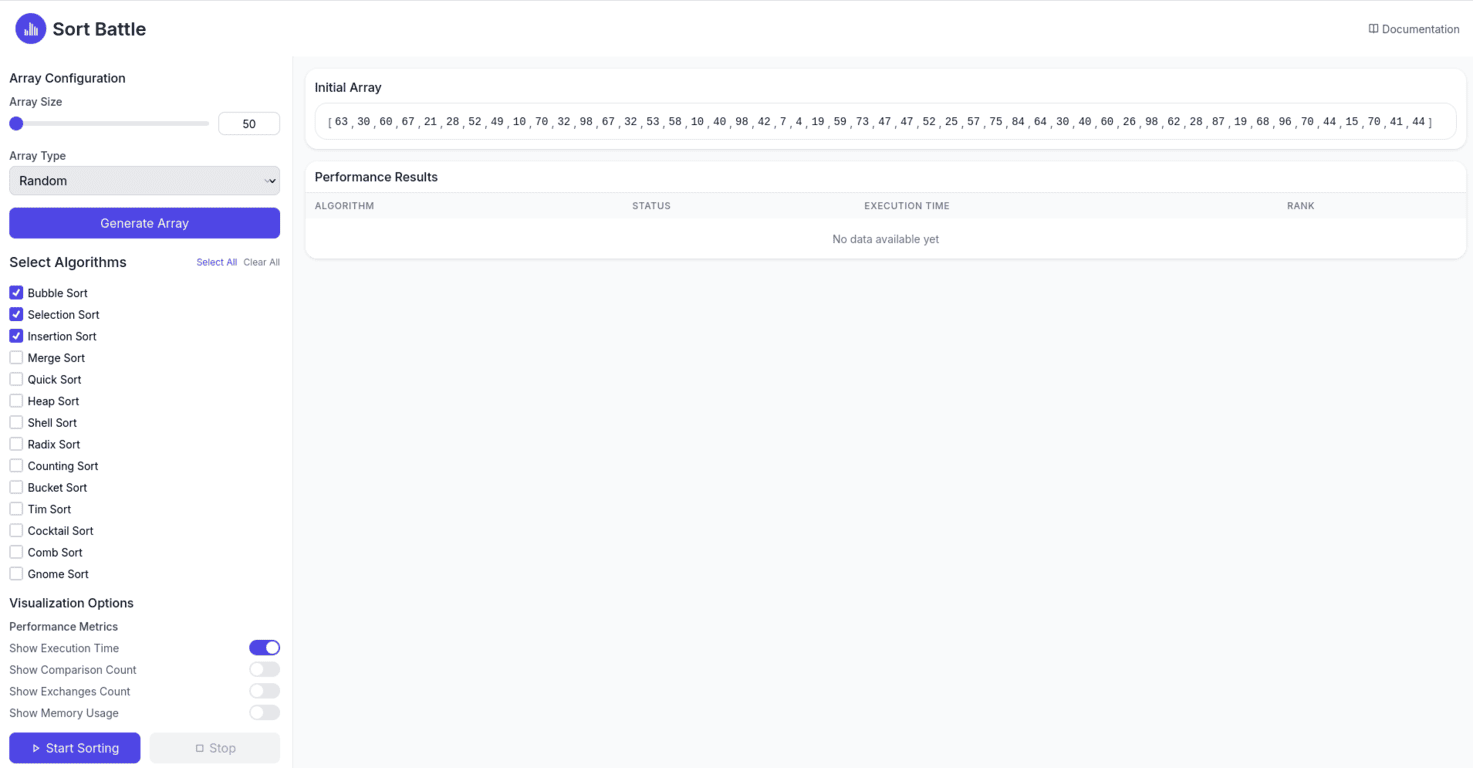 Sort Battle
Documentation
Array Configuration
Array Size
50
Array Type
Random
Generate Array
Select Algorithms
Select All Clear All
Bubble Sort
Selection Sort
Insertion Sort
Merge Sort
Quick Sort
Heap Sort
Shell Sort
Radix Sort
Counting Sort
Bucket Sort
Tim Sort
Cocktail Sort
Comb Sort
Gnome Sort
Visualization Options
Performance Metrics
Show Execution Time
Show Comparison Count
Show Exchanges Count
Show Memory Usage
Start Sorting
Stop
Initial Array
[63,30,60,67,21,28,52,49,10,70,32,98,67,32,53,58,10,40,98,42,7,4,19,59,73,47,47,52,25,57,75,84,64,30,40,60,26,98,62,28,87,19,68,96,70,44,15,70,41,44]
Performance Results
ALGORITHM STATUS EXECUTION TIME RANK
No data available yet